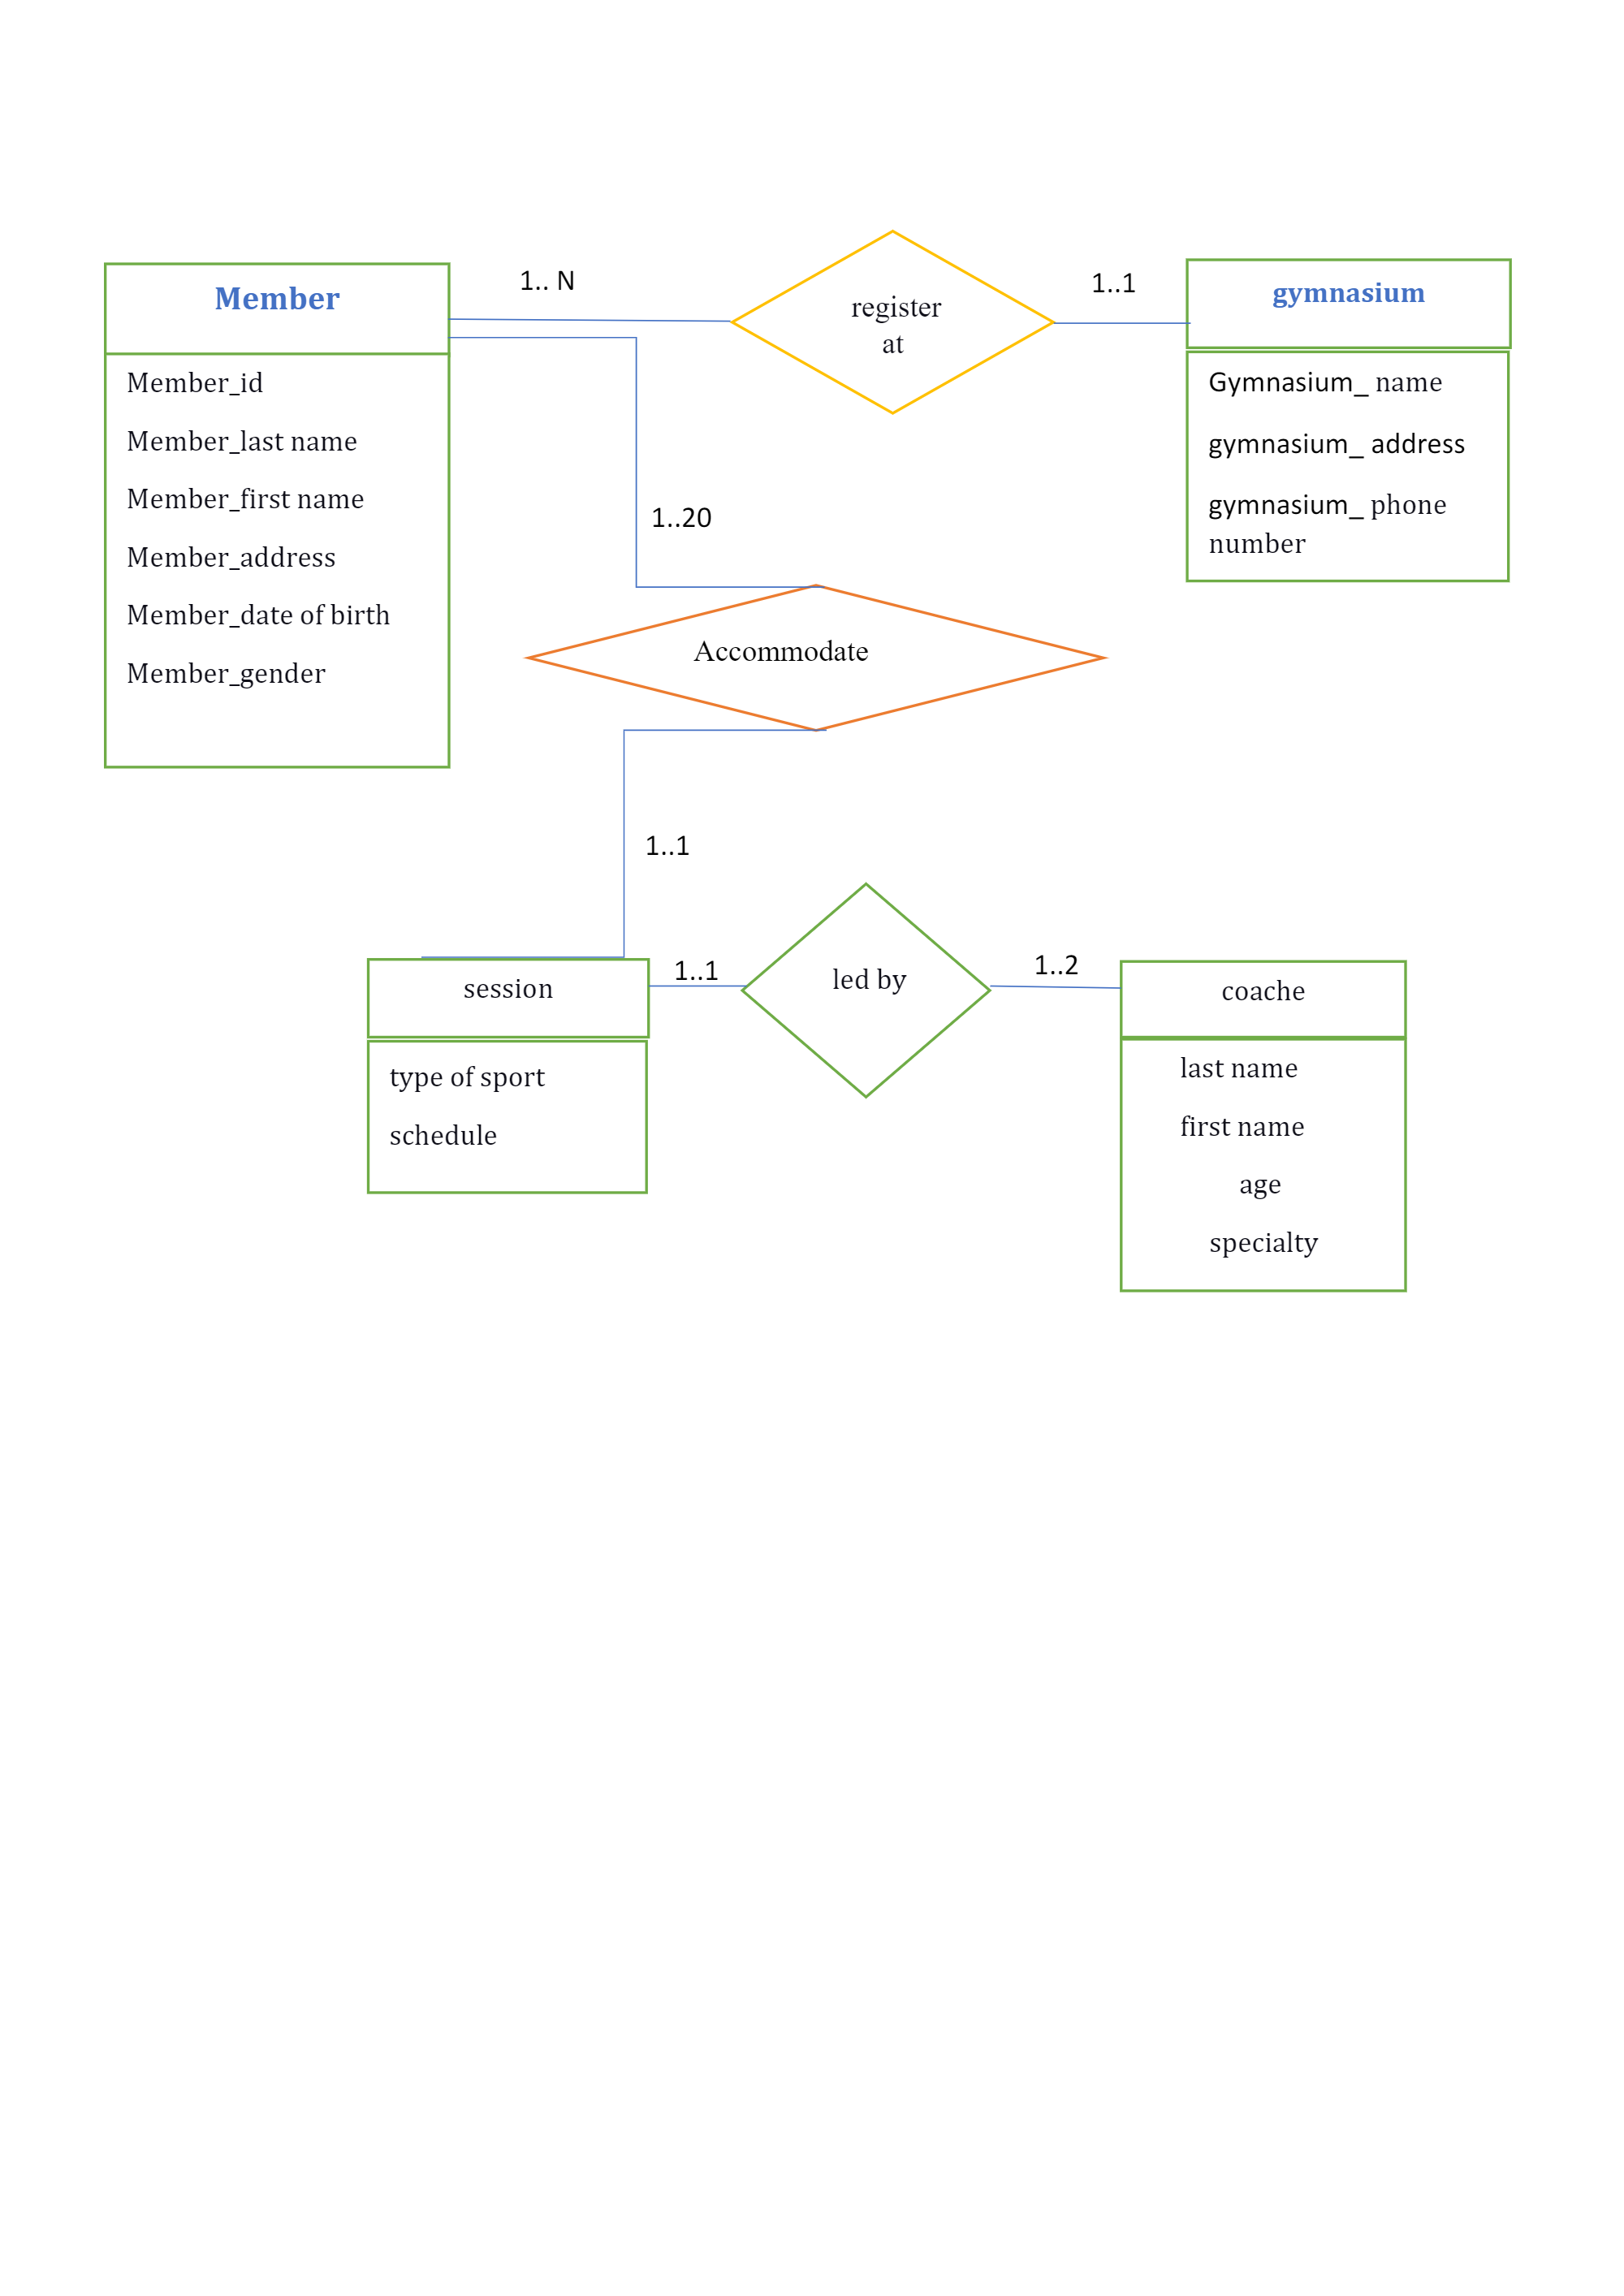 Member
1.. N
register
at
1..1
gymnasium
Member_id
Member_last name
Member_first name
Member_address
Member_date of birth
Member_gender
Gymnasium_ name
gymnasium_ address
gymnasium_ phone
number
1..20
Accommodate
1..1
session
1..1
led by
1..2
coache
type of sport
schedule
last name
first name
age
specialty